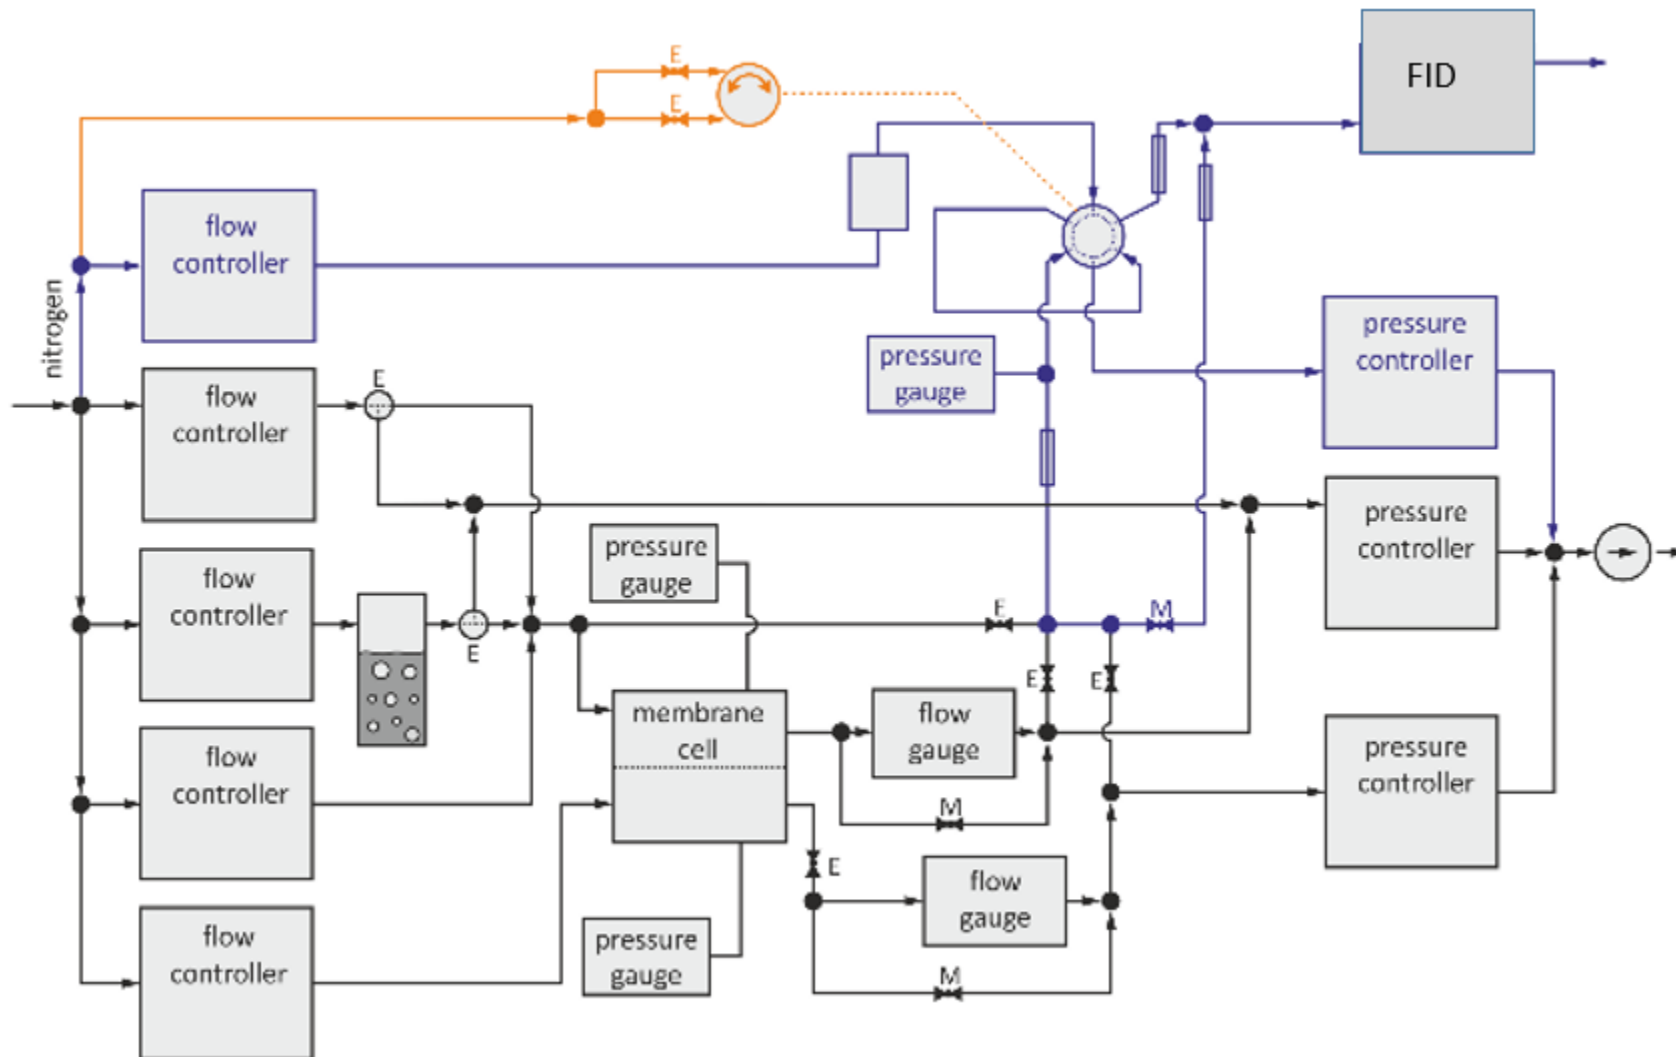 E
E
FID
flow
controller
nitrogen
pressure
controller
pressure
gauge
flow
controller
E
pressure
controller
pressure
gauge
flow
controller
E
E
M
E
E
membrane
cell
flow
gauge
pressure
controller
flow
controller
M
E
flow
gauge
flow
controller
pressure
gauge
M